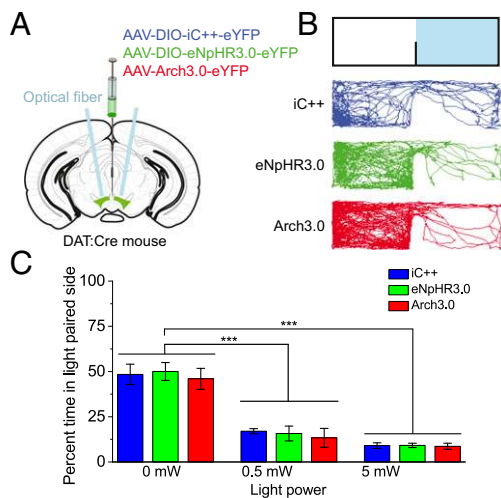 A
AAV-DIO-iC++-eYFP
AAV-DIO-eNpHR3.0-eYFP
AAV-Arch3.0-eYFP
Optical fiber
DAT:Cre mouse
B
iC++
eNpHR3.0
Arch3.0
C
iC++
eNpHR3.0
Arch3.0
***
***
Percent time in light paired side
100
75
50
25
0
0 mW
0.5 mW
5 mW
Light power